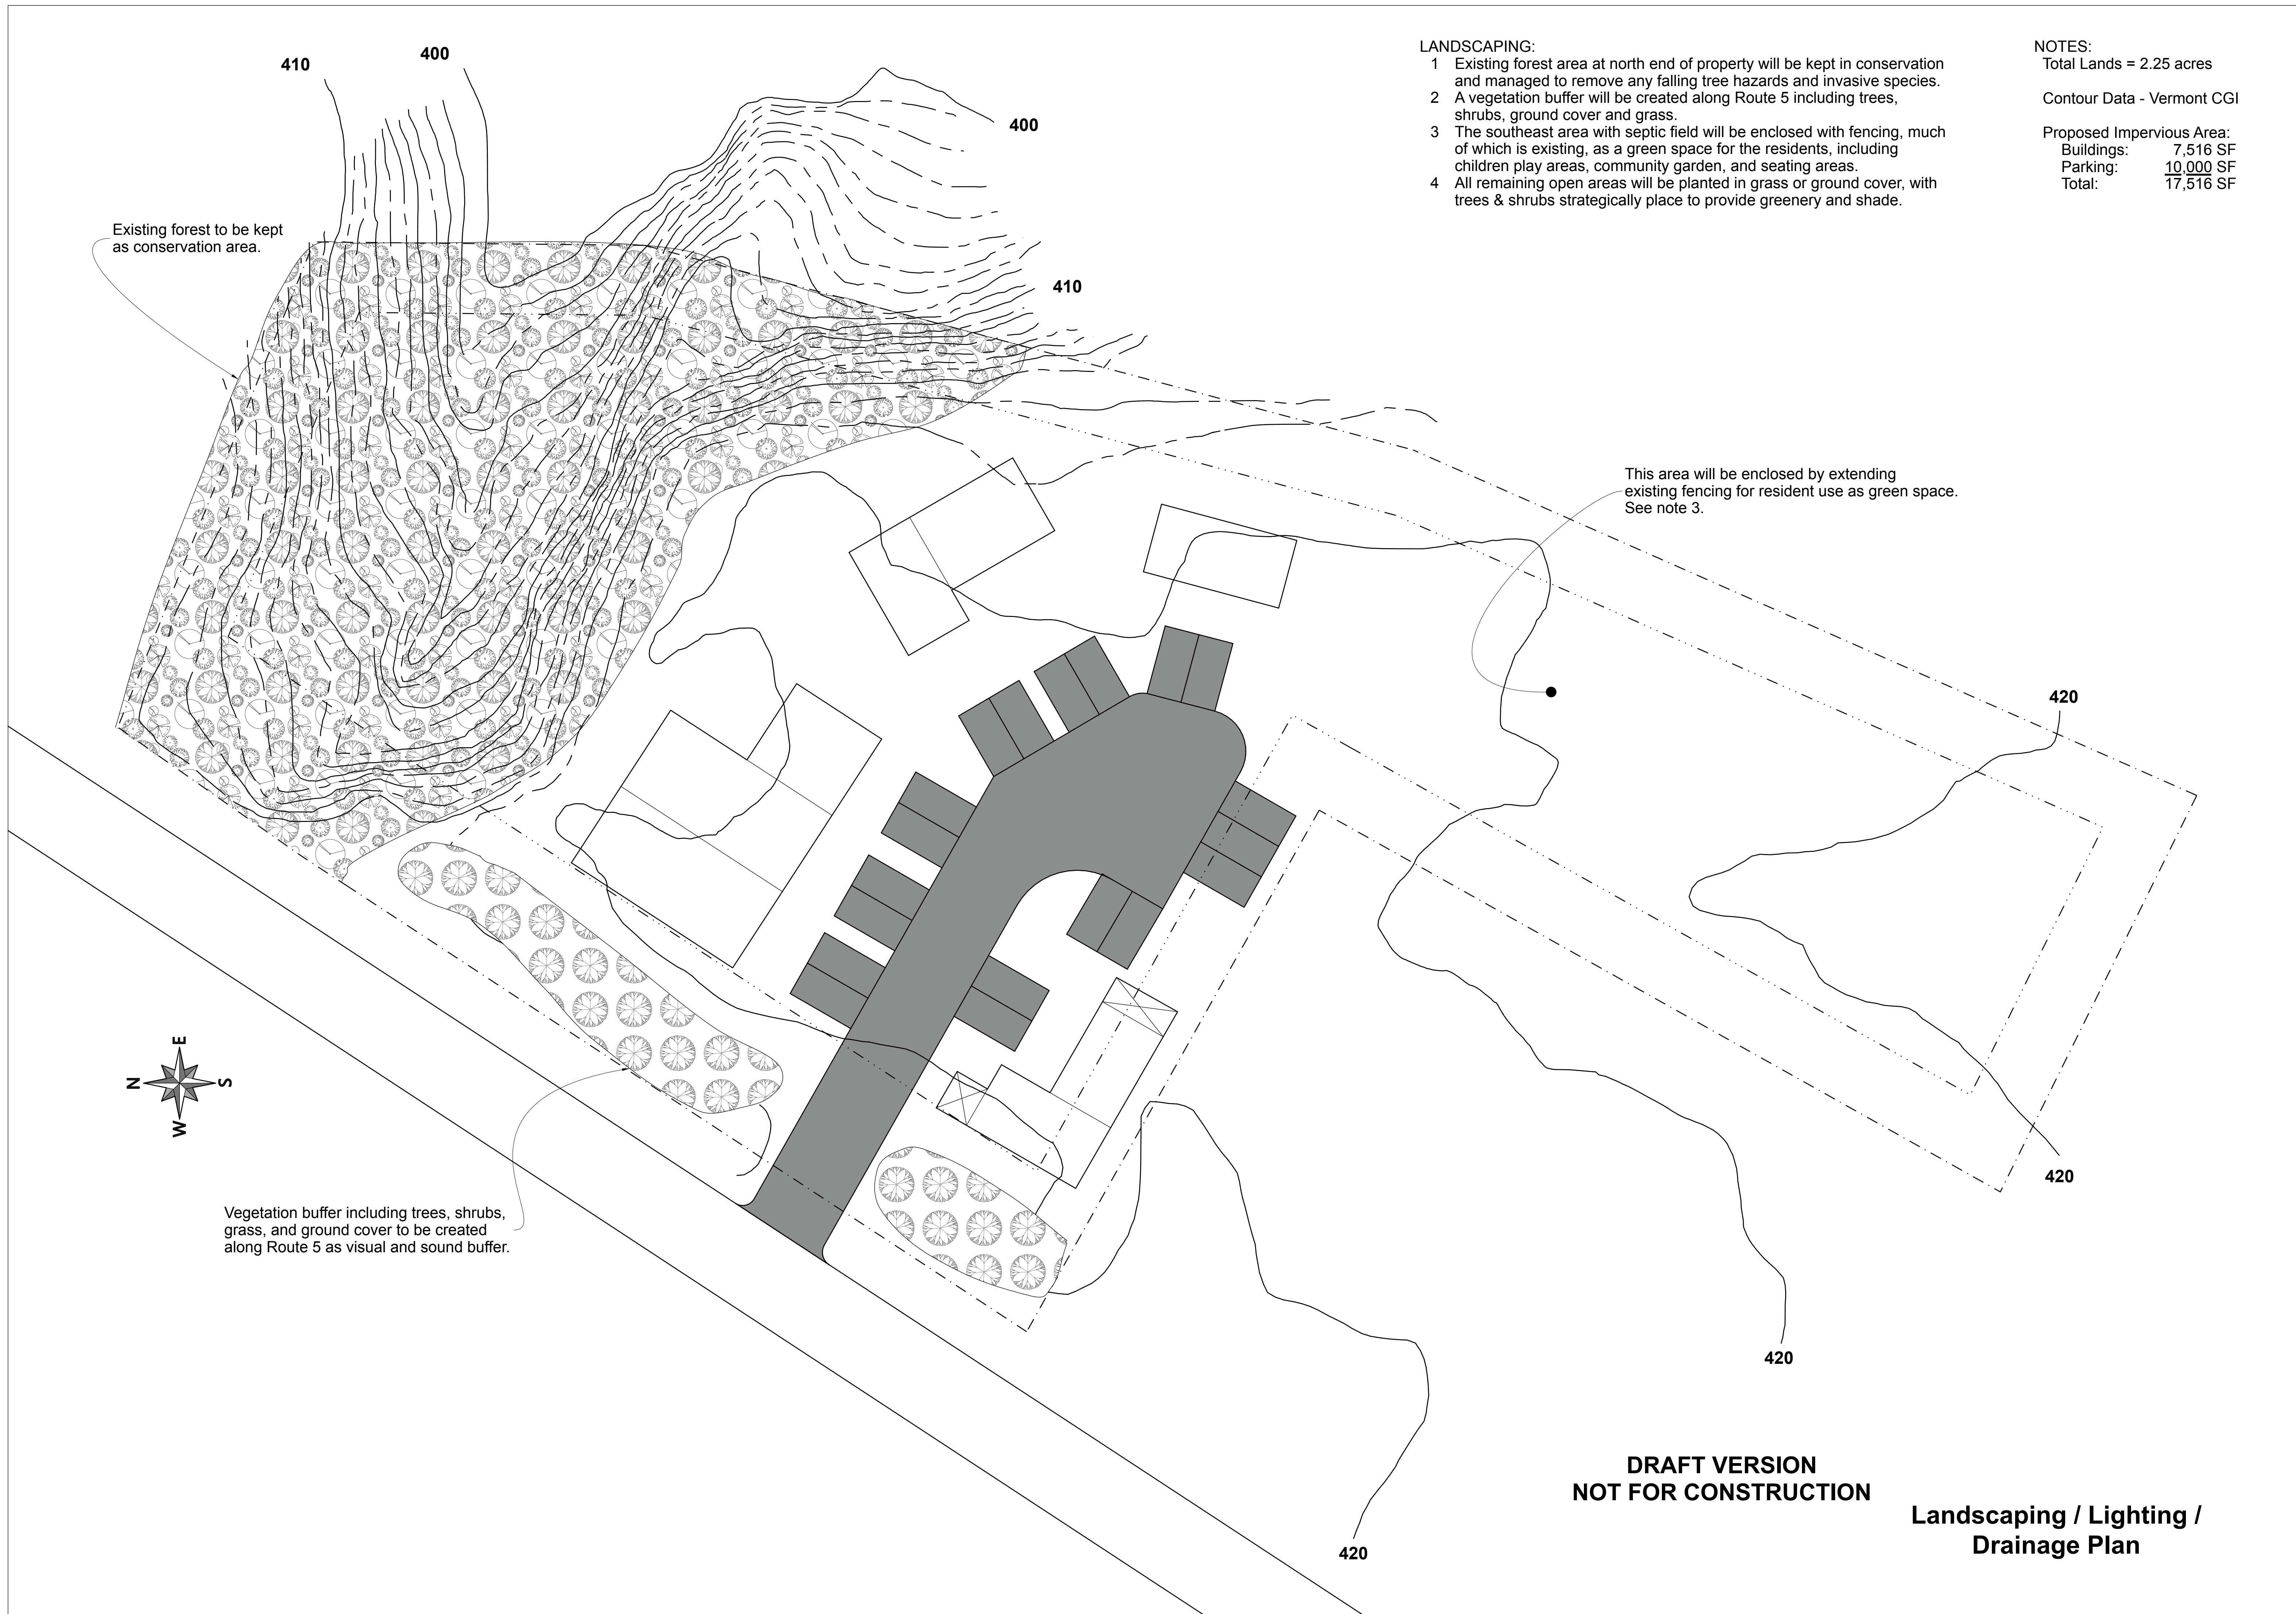 410
400
400
410
LANDSCAPING:
1 Existing forest area at north end of property will be kept in conservation
and managed to remove any falling tree hazards and invasive species.
2 A vegetation buffer will be created along Route 5 including trees,
shrubs, ground cover and grass.
3 The southeast area with septic field will be enclosed with fencing, much
of which is existing, as a green space for the residents, including
children play areas, community garden, and seating areas.
4 All remaining open areas will be planted in grass or ground cover, with
trees & shrubs strategically place to provide greenery and shade.
NOTES:
Total Lands = 2.25 acres
Contour Data - Vermont CGI
Proposed Impervious Area:
Buildings: 7,516 SF
Parking: 10,000 SF
Total: 17,516 SF
Existing forest to be kept
as conservation area.
This area will be enclosed by extending
existing fencing for resident use as green space.
See note 3.
420
E
N
S
W
420
Vegetation buffer including trees, shrubs,
grass, and ground cover to be created
along Route 5 as visual and sound buffer.
420
420
DRAFT VERSION
NOT FOR CONSTRUCTION
Landscaping / Lighting /
Drainage Plan